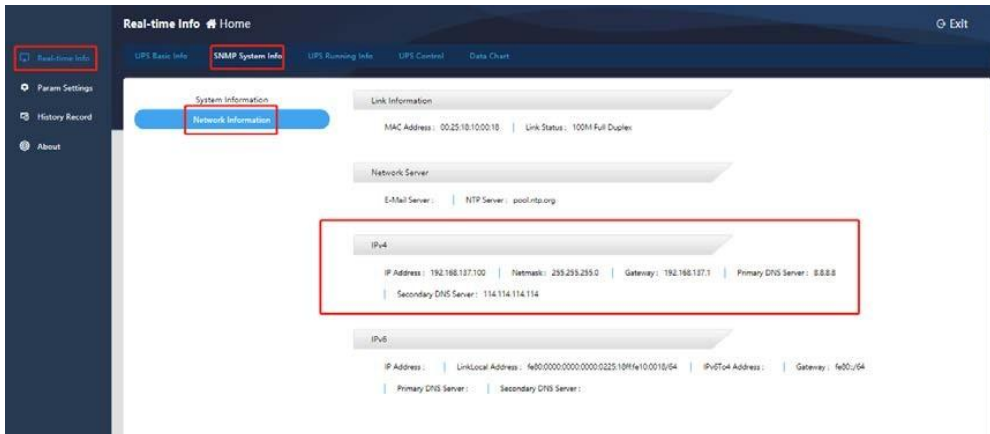 Real-time Info Home
Exit
Real-time Info
UPS Basic Info SNMP System Info UPS Running Info UPS Control Data Chart
Param Settings
History Record
About
System Information
Network Information
Link Information
MAC Address : 00:25:18:10:00:18 | Link Status : 100M Full Duplex
Network Server
E-Mail Server : | NTP Server : pool.ntp.org
IPv4
IP Address : 192.168.137.100 | Netmask : 255.255.255.0 | Gateway : 192.168.137.1 | Primary DNS Server : 8.8.8.8
| Secondary DNS Server : 114.114.114.114
IPv6
IP Address : | LinkLocal Address : fe80:0000:0000:0000:0225:18ff:fe10:0018/64 | IPv6To4 Address : | Gateway : fe80::/64
| Primary DNS Server : | Secondary DNS Server :